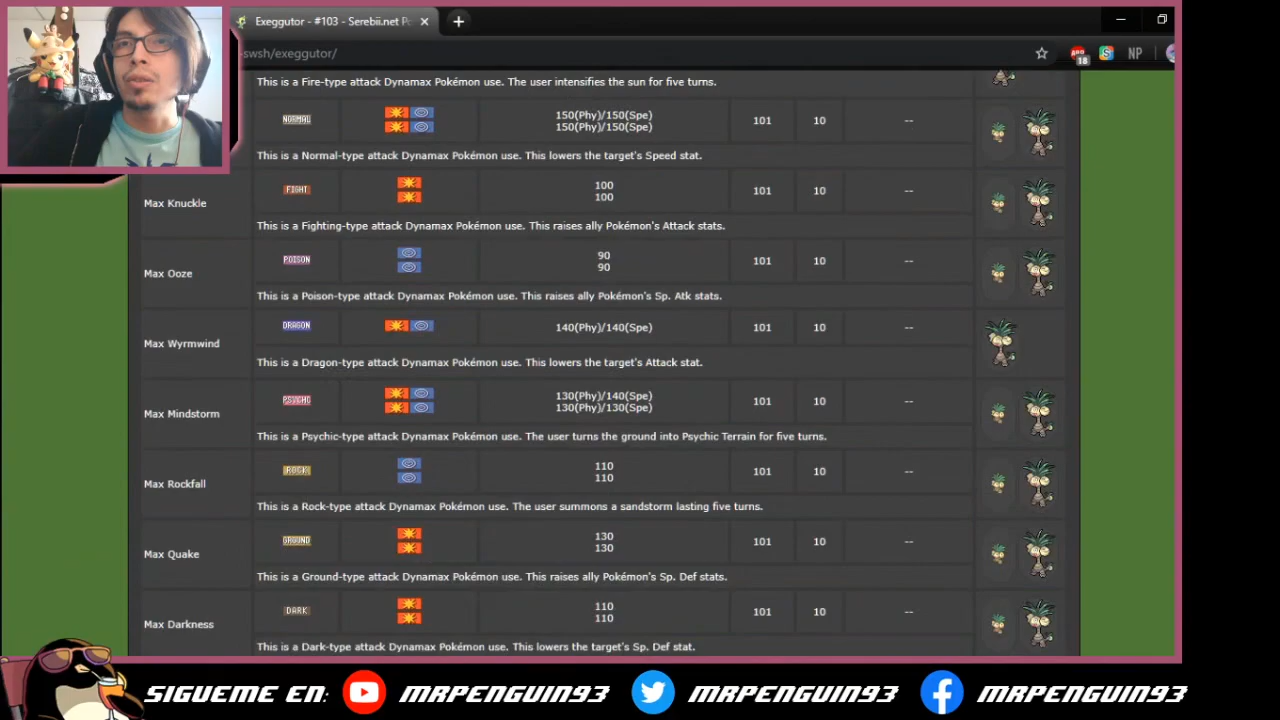 Exeggutor - #103 - Serebii.net Po
-swsh/exeggutor/
18
NP
This is a Fire-type attack Dynamax Pokémon use. The user intensifies the sun for five turns.
NORMAL 150(Phy)/150(Spe) 101 10 --
150(Phy)/150(Spe)
This is a Normal-type attack Dynamax Pokémon use. This lowers the target's Speed stat.
Max Knuckle FIGHT 100 101 10 --
100
This is a Fighting-type attack Dynamax Pokémon use. This raises ally Pokémon's Attack stats.
Max Ooze POISON 90 101 10 --
90
This is a Poison-type attack Dynamax Pokémon use. This raises ally Pokémon's Sp. Atk stats.
Max Wyrmwind DRAGON 140(Phy)/140(Spe) 101 10 --
This is a Dragon-type attack Dynamax Pokémon use. This lowers the target's Attack stat.
Max Mindstorm PSYCHC 130(Phy)/140(Spe) 101 10 --
130(Phy)/130(Spe)
This is a Psychic-type attack Dynamax Pokémon use. The user turns the ground into Psychic Terrain for five turns.
Max Rockfall ROCK 110 101 10 --
110
This is a Rock-type attack Dynamax Pokémon use. The user summons a sandstorm lasting five turns.
Max Quake GROUND 130 101 10 --
130
This is a Ground-type attack Dynamax Pokémon use. This raises ally Pokémon's Sp. Def stats.
Max Darkness DARK 110 101 10 --
110
This is a Dark-type attack Dynamax Pokémon use. This lowers the target's Sp. Def stat.
SIGUEME EN: MRPENGUIN93 MRPENGUIN93 MRPENGUIN93